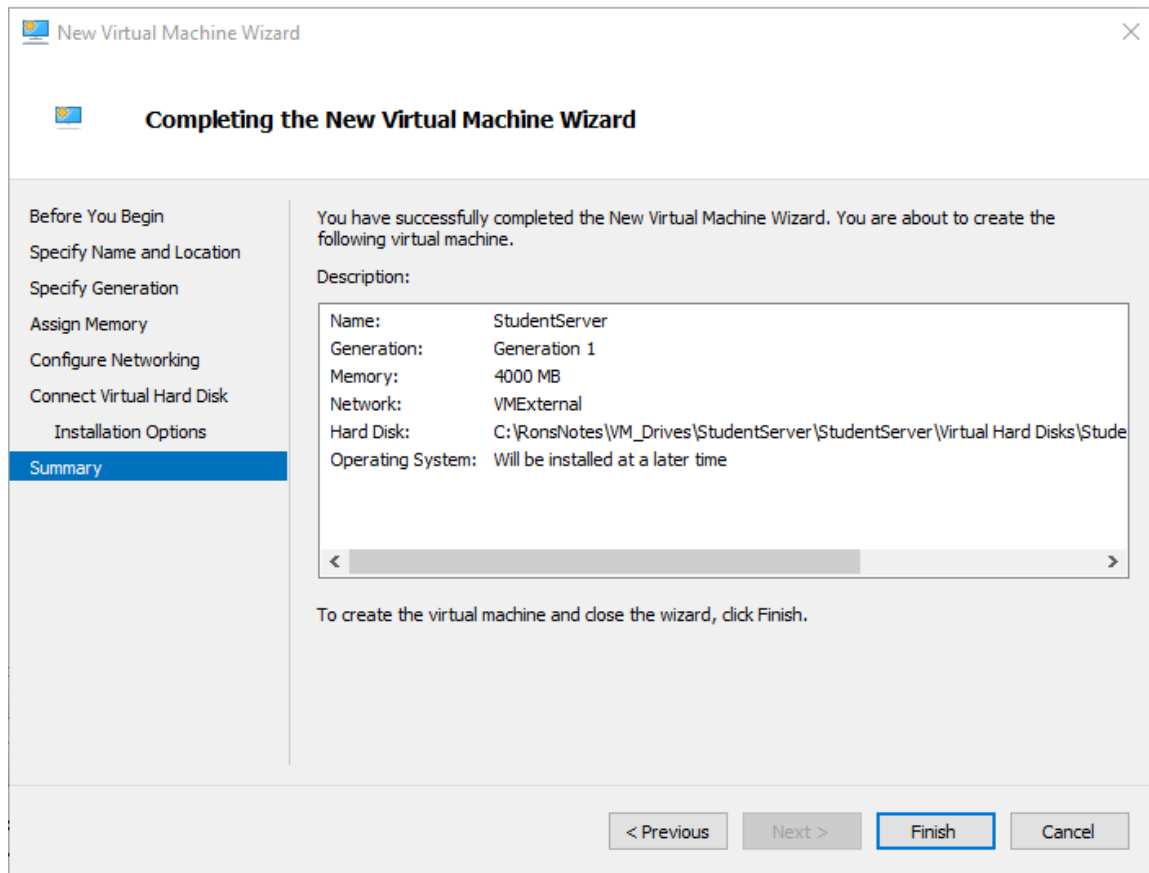 New Virtual Machine Wizard
Completing the New Virtual Machine Wizard
Before You Begin
Specify Name and Location
Specify Generation
Assign Memory
Configure Networking
Connect Virtual Hard Disk
Installation Options
Summary
You have successfully completed the New Virtual Machine Wizard. You are about to create the
following virtual machine.
Description:
Name: StudentServer
Generation: Generation 1
Memory: 4000 MB
Network: VMExternal
Hard Disk: C:\RonsNotes\VM_Drives\StudentServer\StudentServer\Virtual Hard Disks\Stude
Operating System: Will be installed at a later time
To create the virtual machine and close the wizard, click Finish.
< Previous Next > Finish Cancel